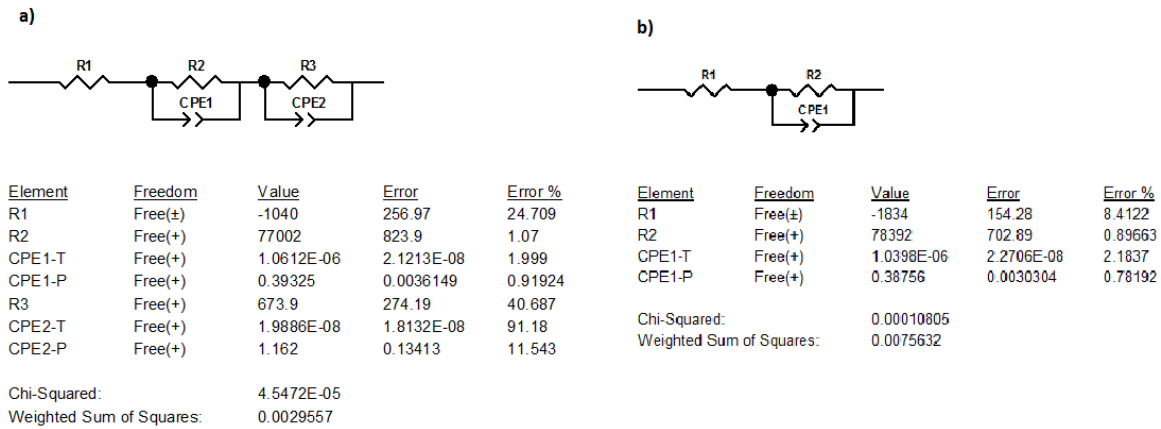 a)
R1 R2 R3
CPE1 CPE2
Element Freedom Value Error Error %
R1 Free(±) -1040 256.97 24.709
R2 Free(+) 77002 823.9 1.07
CPE1-T Free(+) 1.0612E-06 2.1213E-08 1.999
CPE1-P Free(+) 0.39325 0.0036149 0.91924
R3 Free(+) 673.9 274.19 40.687
CPE2-T Free(+) 1.9886E-08 1.8132E-08 91.18
CPE2-P Free(+) 1.162 0.13413 11.543
Chi-Squared: 4.5472E-05
Weighted Sum of Squares: 0.0029557
b)
R1 R2
CPE1
Element Freedom Value Error Error %
R1 Free(±) -1834 154.28 8.4122
R2 Free(+) 78392 702.89 0.89663
CPE1-T Free(+) 1.0398E-06 2.2706E-08 2.1837
CPE1-P Free(+) 0.38756 0.0030304 0.78192
Chi-Squared: 0.00010805
Weighted Sum of Squares: 0.0075632